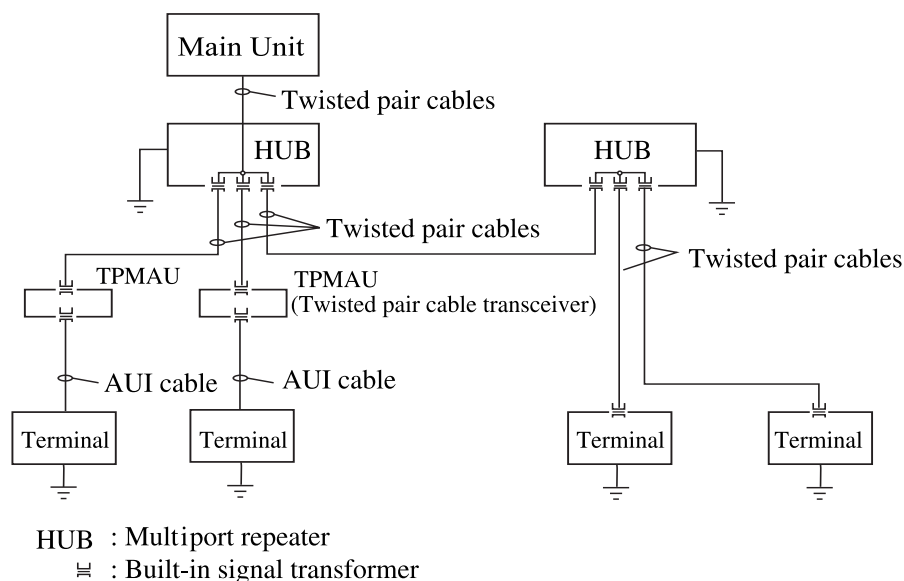 Main Unit
Twisted pair cables
HUB
HUB
Twisted pair cables
Twisted pair cables
TPMAU
TPMAU
(Twisted pair cable transceiver)
AUI cable
AUI cable
Terminal
Terminal
Terminal
Terminal
HUB : Multiport repeater
: Built-in signal transformer